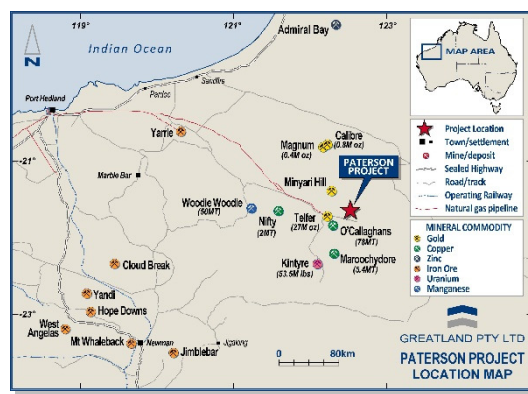 119°
121°
123°
Indian Ocean
Admiral Bay
N
MAP AREA
Port Hedland
Pardoo
Sandfire
Yarrie
Magnum
(0.4M oz)
Calibre
(0.8M oz)
-21°
Marble Bar
Minyari Hill
PATERSON
PROJECT
Woodie Woodie
(50MT)
Nifty
(2MT)
Telfer
(27M oz)
O'Callaghans
(78MT)
Kintyre
(53.5M lbs)
Maroochydore
(5.4MT)
Cloud Break
Yandi
Hope Downs
-23°
West
Angelas
Mt Whaleback
Newman
Jimblebar
Jigalong
0
80km
Project Location
Town/settlement
Mine/deposit
Sealed Highway
Road/track
Operating Railway
Natural gas pipeline
MINERAL COMMODITY
Gold
Copper
Zinc
Iron Ore
Uranium
Manganese
GREATLAND PTY LTD
PATERSON PROJECT
LOCATION MAP